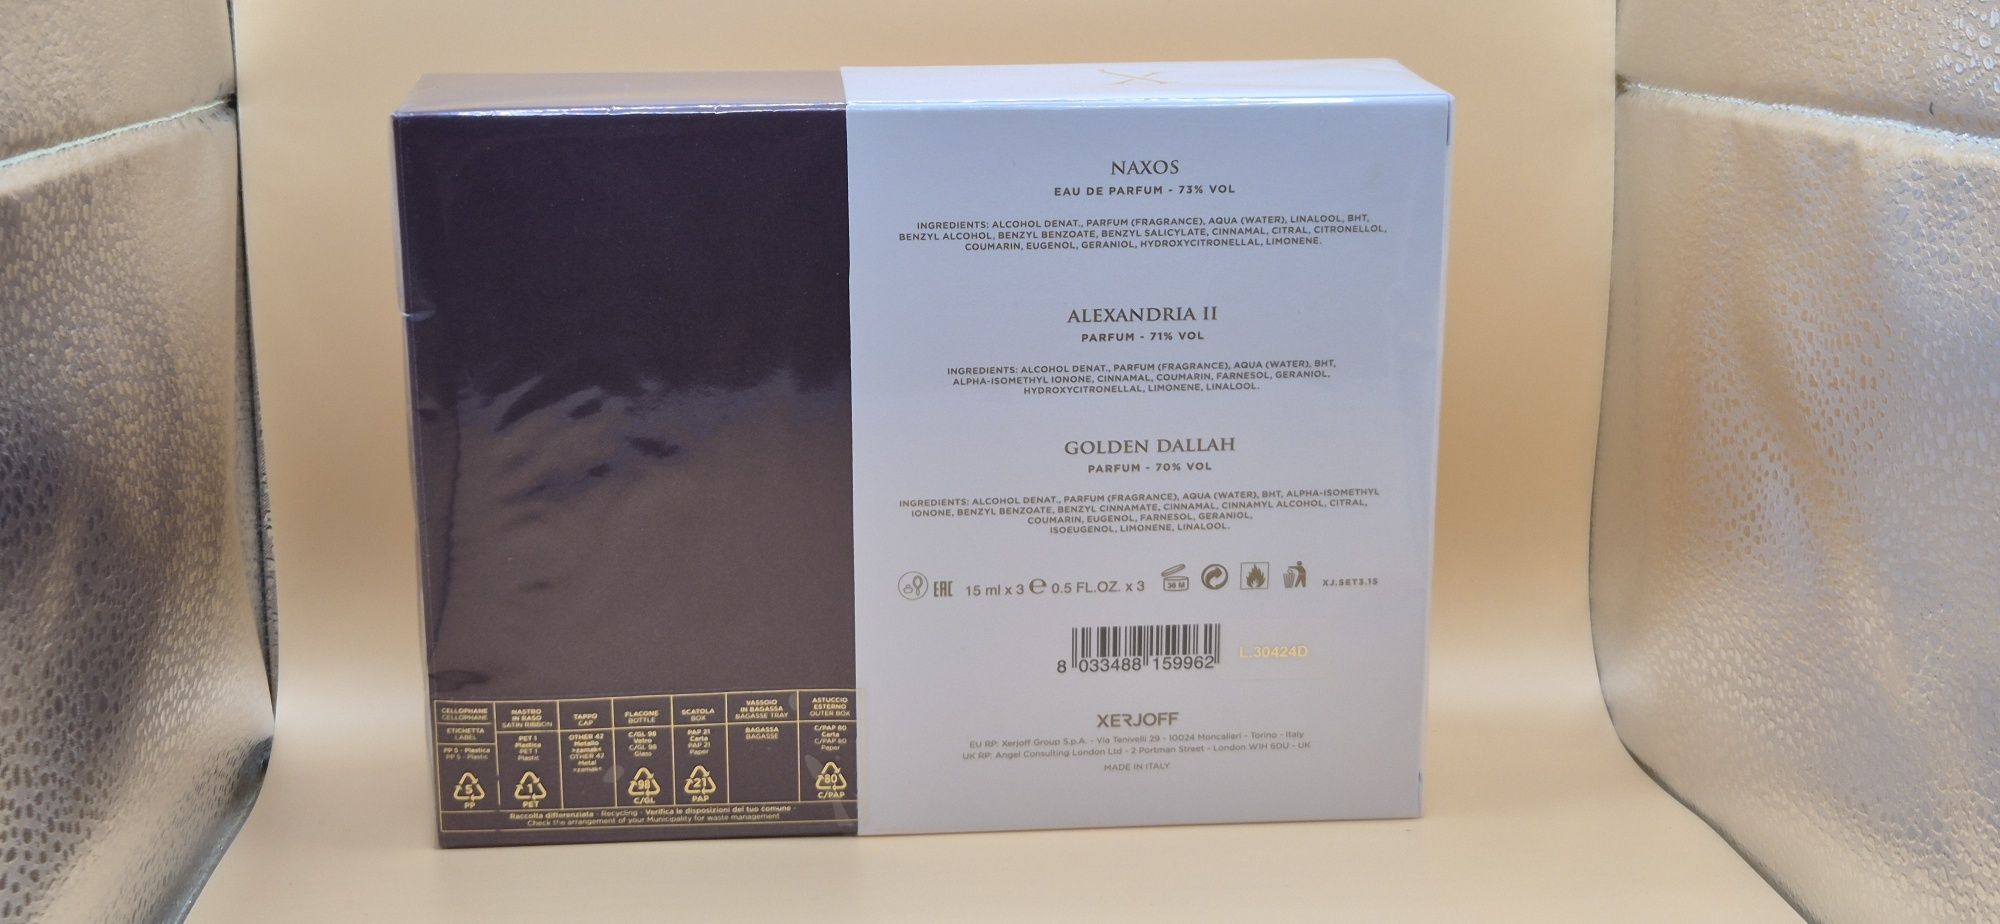 NAXOS
EAU DE PARFUM - 73% VOL
INGREDIENTS: ALCOHOL DENAT., PARFUM (FRAGRANCE), AQUA (WATER), LINALOOL, BHT,
BENZYL ALCOHOL, BENZYL BENZOATE, BENZYL SALICYLATE, CINNAMAL, CITRAL, CITRONELLOL,
COUMARIN, EUGENOL, GERANIOL, HYDROXYCITRONELLAL, LIMONENE.
ALEXANDRIA II
PARFUM - 71% VOL
INGREDIENTS: ALCOHOL DENAT., PARFUM (FRAGRANCE), AQUA (WATER), BHT,
ALPHA-ISOMETHYL IONONE, CINNAMAL, COUMARIN, FARNESOL, GERANIOL,
HYDROXYCITRONELLAL, LIMONENE, LINALOOL.
GOLDEN DALLAH
PARFUM - 70% VOL
INGREDIENTS: ALCOHOL DENAT., PARFUM (FRAGRANCE), AQUA (WATER), BHT, ALPHA-ISOMETHYL
IONONE, BENZYL BENZOATE, BENZYL CINNAMATE, CINNAMAL, CINNAMYL ALCOHOL, CITRAL,
COUMARIN, EUGENOL, FARNESOL, GERANIOL,
ISOEUGENOL, LIMONENE, LINALOOL.
EAC 15 ml x 3 e 0.5 FL.OZ. x 3 36 M XJ.SET3.15
8 033488 159962 L.30424D
XERJOFF
EU RP: Xerjoff Group S.p.A. - Via Tenivelli 29 - 10024 Moncalieri - Torino - Italy
UK RP: Angel Consulting London Ltd - 2 Portman Street - London W1H 6DU - UK
MADE IN ITALY
CELLOPHANE
CELLOPHANE
ETICHETTA
LABEL
PP 5 - Plastica
PP 5 - Plastic
5
PP
NASTRO
IN RASO
SATIN RIBBON
PET 1
Plastica
PET 1
Plastic
1
PET
TAPPO
CAP
OTHER 42
Metallo
>zamak<
OTHER 42
Metal
>zamak<
FLACONE
BOTTLE
C/GL 98
Vetro
C/GL 98
Glass
98
C/GL
SCATOLA
BOX
PAP 21
Carta
PAP 21
Paper
21
PAP
VASSOIO
IN BAGASSA
BAGASSE TRAY
BAGASSA
BAGASSE
ASTUCCIO
ESTERNO
OUTER BOX
C/PAP 80
Carta
C/PAP 80
Paper
80
C/PAP
Raccolta differenziata - Recycling - Verifica le disposizioni del tuo comune -
Check the arrangement of your Municipality for waste management